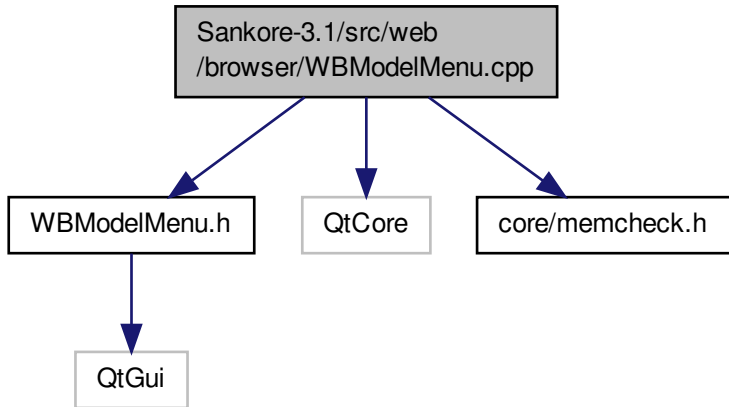 Sankore-3.1/src/web
/browser/WBModelMenu.cpp
WBModelMenu.h
QtCore
core/memcheck.h
QtGui